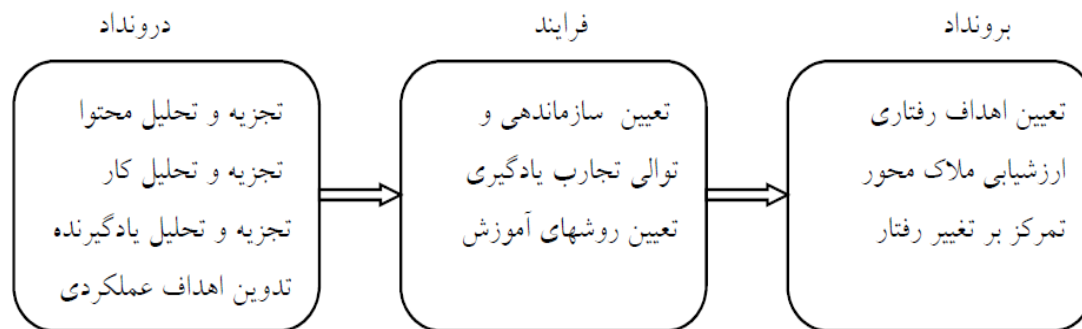 درونداد
تجزیه و تحلیل محتوا
تجزیه و تحلیل کار
تجزیه و تحلیل یادگیرنده
تدوین اهداف عملکردی
فرایند
تعیین سازماندهی و
توالی تجارب یادگیری
تعیین روشهای آموزش
برونداد
تعیین اهداف رفتاری
ارزشیابی ملاک محور
تمرکز بر تغییر رفتار